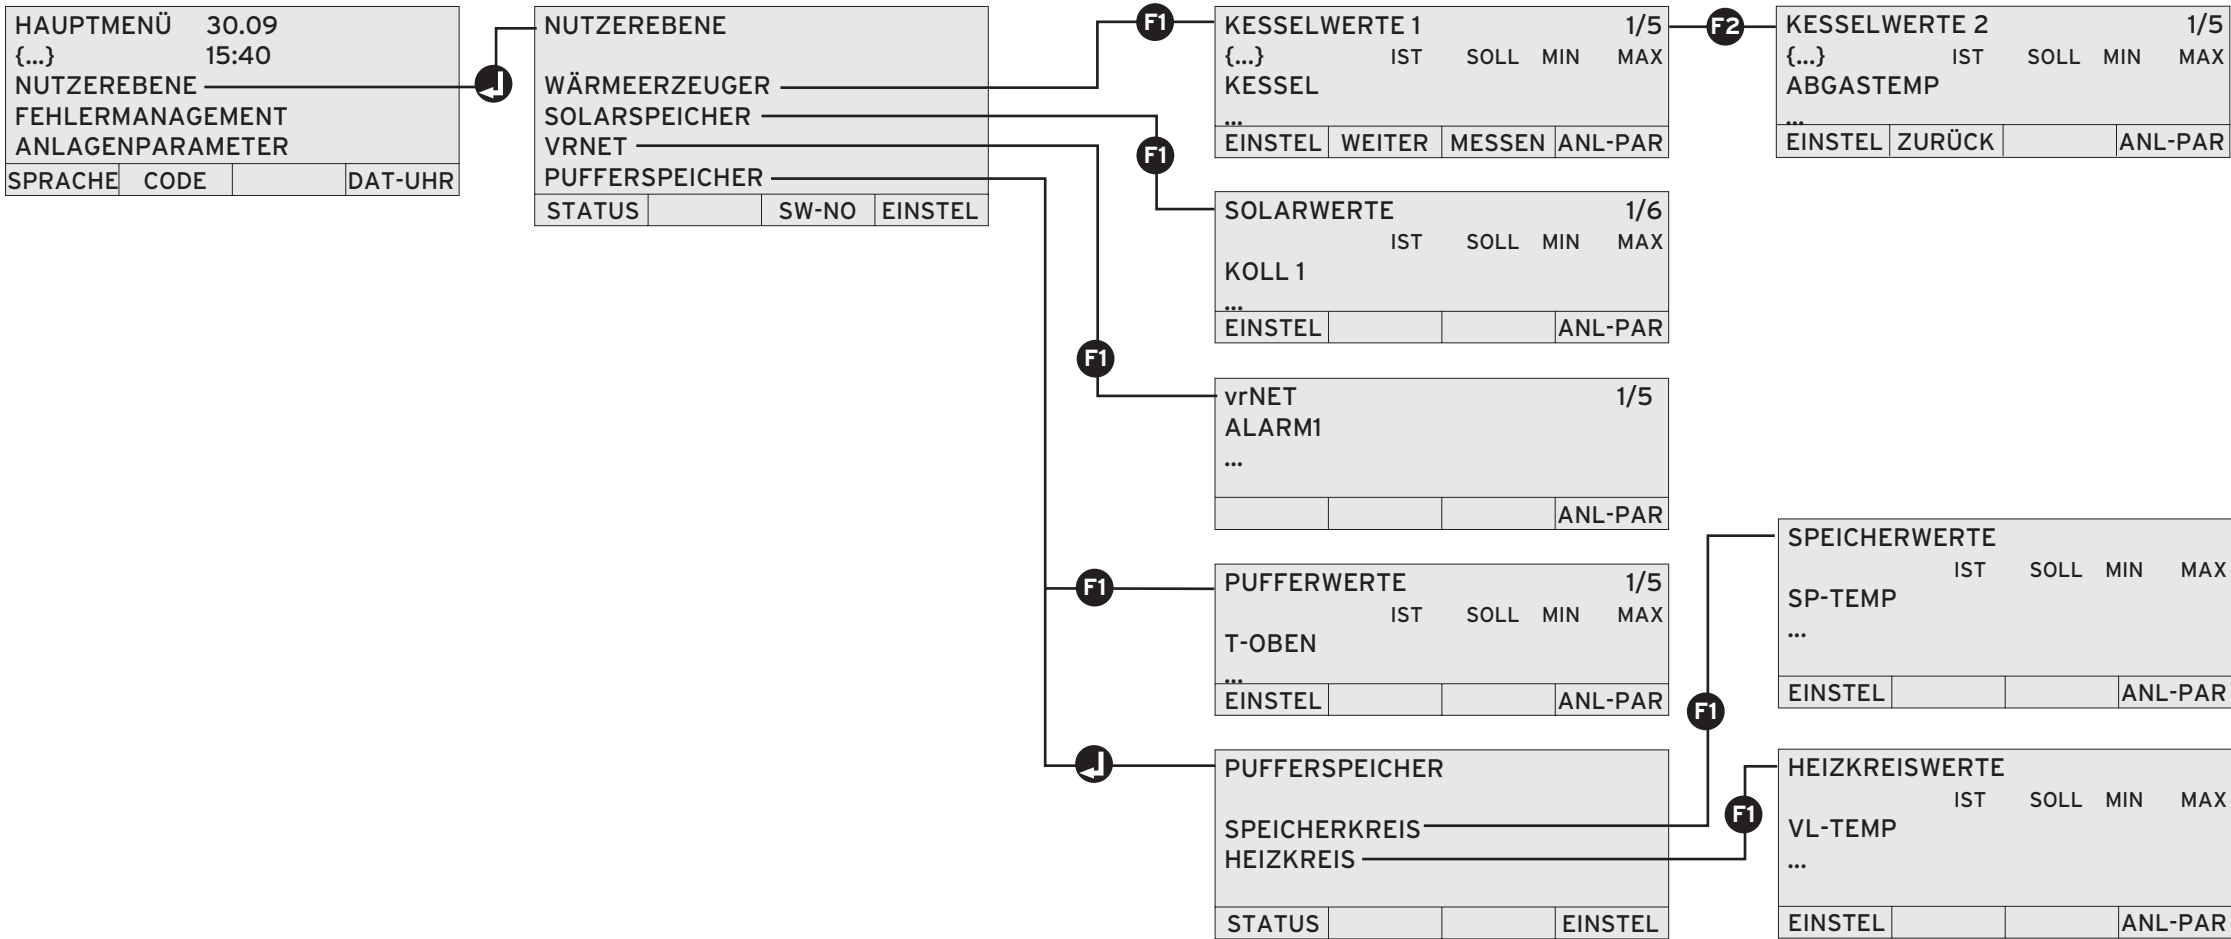 HAUPTMENÜ 30.09
{...} 15:40
NUTZEREBENE
FEHLERMANAGEMENT
ANLAGENPARAMETER
SPRACHE CODE DAT-UHR
NUTZEREBENE
WÄRMEERZEUGER
SOLARSPEICHER
VRNET
PUFFERSPEICHER
STATUS SW-NO EINSTEL
F1
KESSELWERTE 1 1/5
{...} IST SOLL MIN MAX
KESSEL
...
EINSTEL WEITER MESSEN ANL-PAR
F2
KESSELWERTE 2 1/5
{...} IST SOLL MIN MAX
ABGASTEMP
...
EINSTEL ZURÜCK ANL-PAR
F1
SOLARWERTE 1/6
IST SOLL MIN MAX
KOLL 1
...
EINSTEL ANL-PAR
F1
vrNET 1/5
ALARM1
...
ANL-PAR
F1
PUFFERWERTE 1/5
IST SOLL MIN MAX
T-OBEN
...
EINSTEL ANL-PAR
PUFFERSPEICHER
SPEICHERKREIS
HEIZKREIS
STATUS EINSTEL
F1
SPEICHERWERTE
IST SOLL MIN MAX
SP-TEMP
...
EINSTEL ANL-PAR
F1
HEIZKREISWERTE
IST SOLL MIN MAX
VL-TEMP
...
EINSTEL ANL-PAR